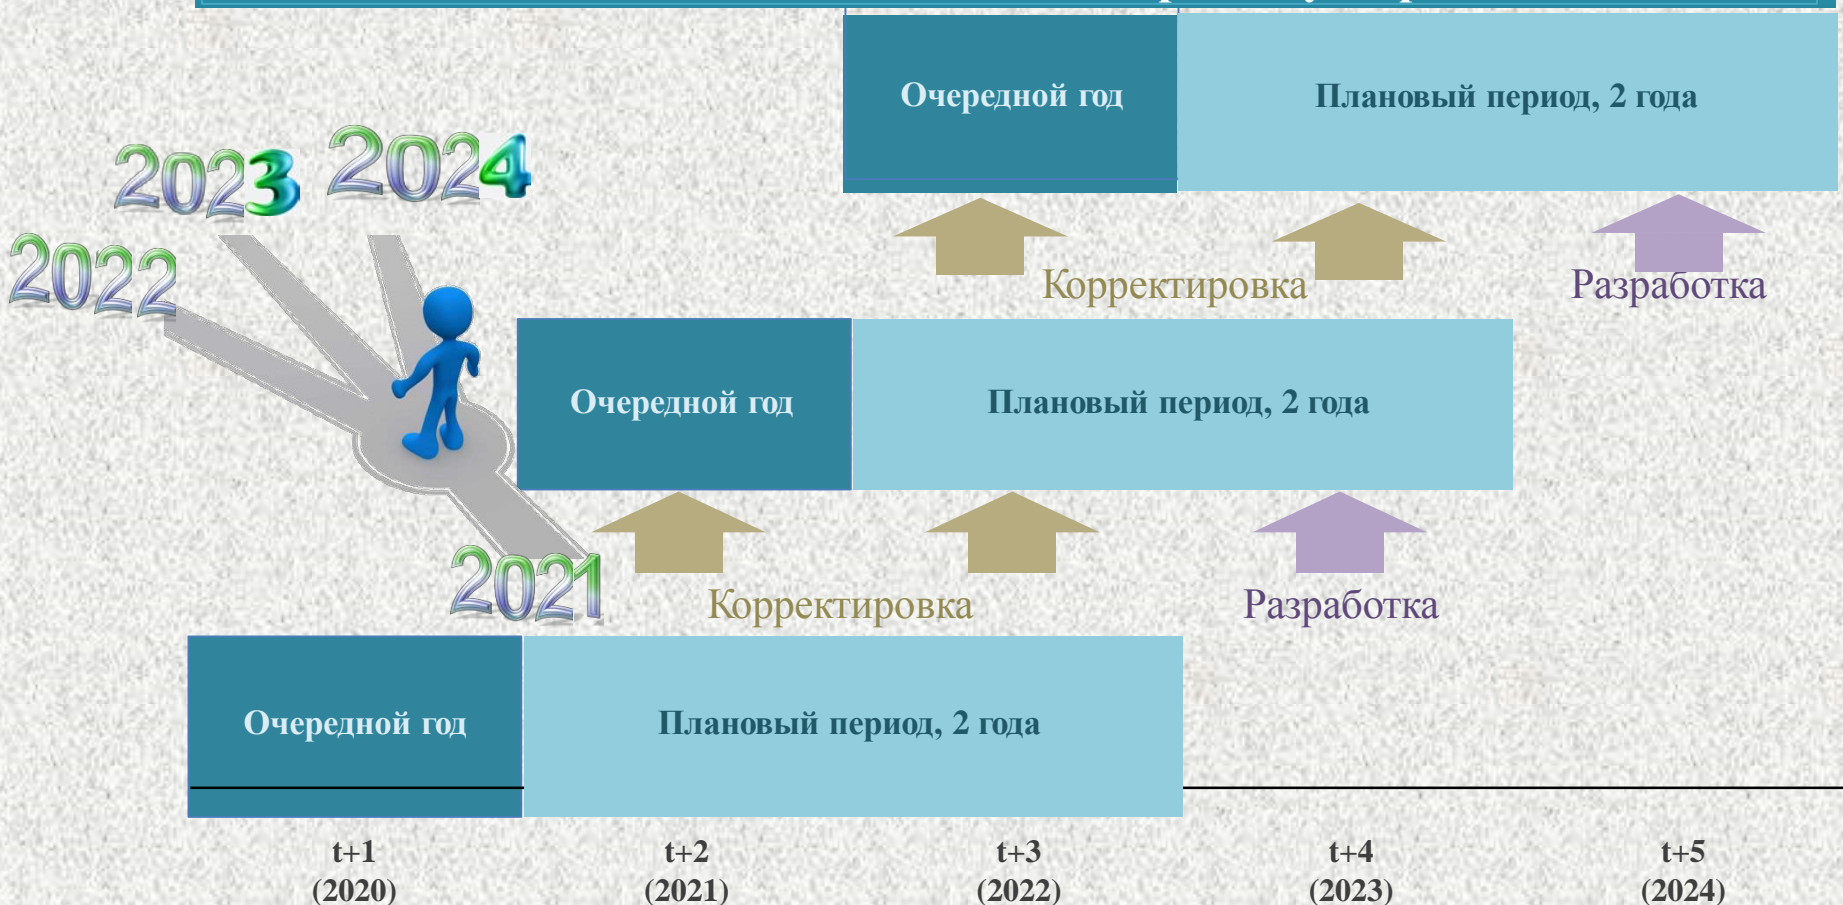 Очередной год
Плановый период, 2 года
2023
2024
2022
Корректировка
Разработка
Очередной год
Плановый период, 2 года
2021
Корректировка
Разработка
Очередной год
Плановый период, 2 года
t+1
(2020)
t+2
(2021)
t+3
(2022)
t+4
(2023)
t+5
(2024)